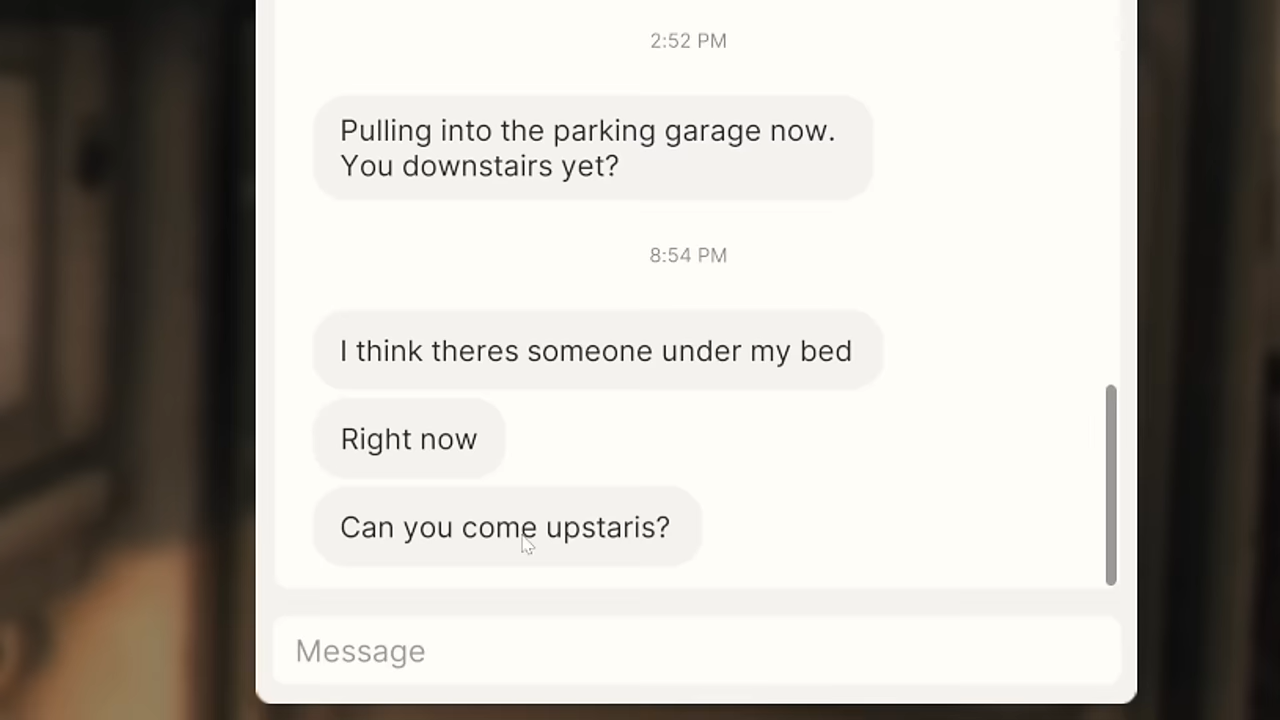 2:52 PM
Pulling into the parking garage now.
You downstairs yet?
8:54 PM
I think theres someone under my bed
Right now
Can you come upstaris?
Message